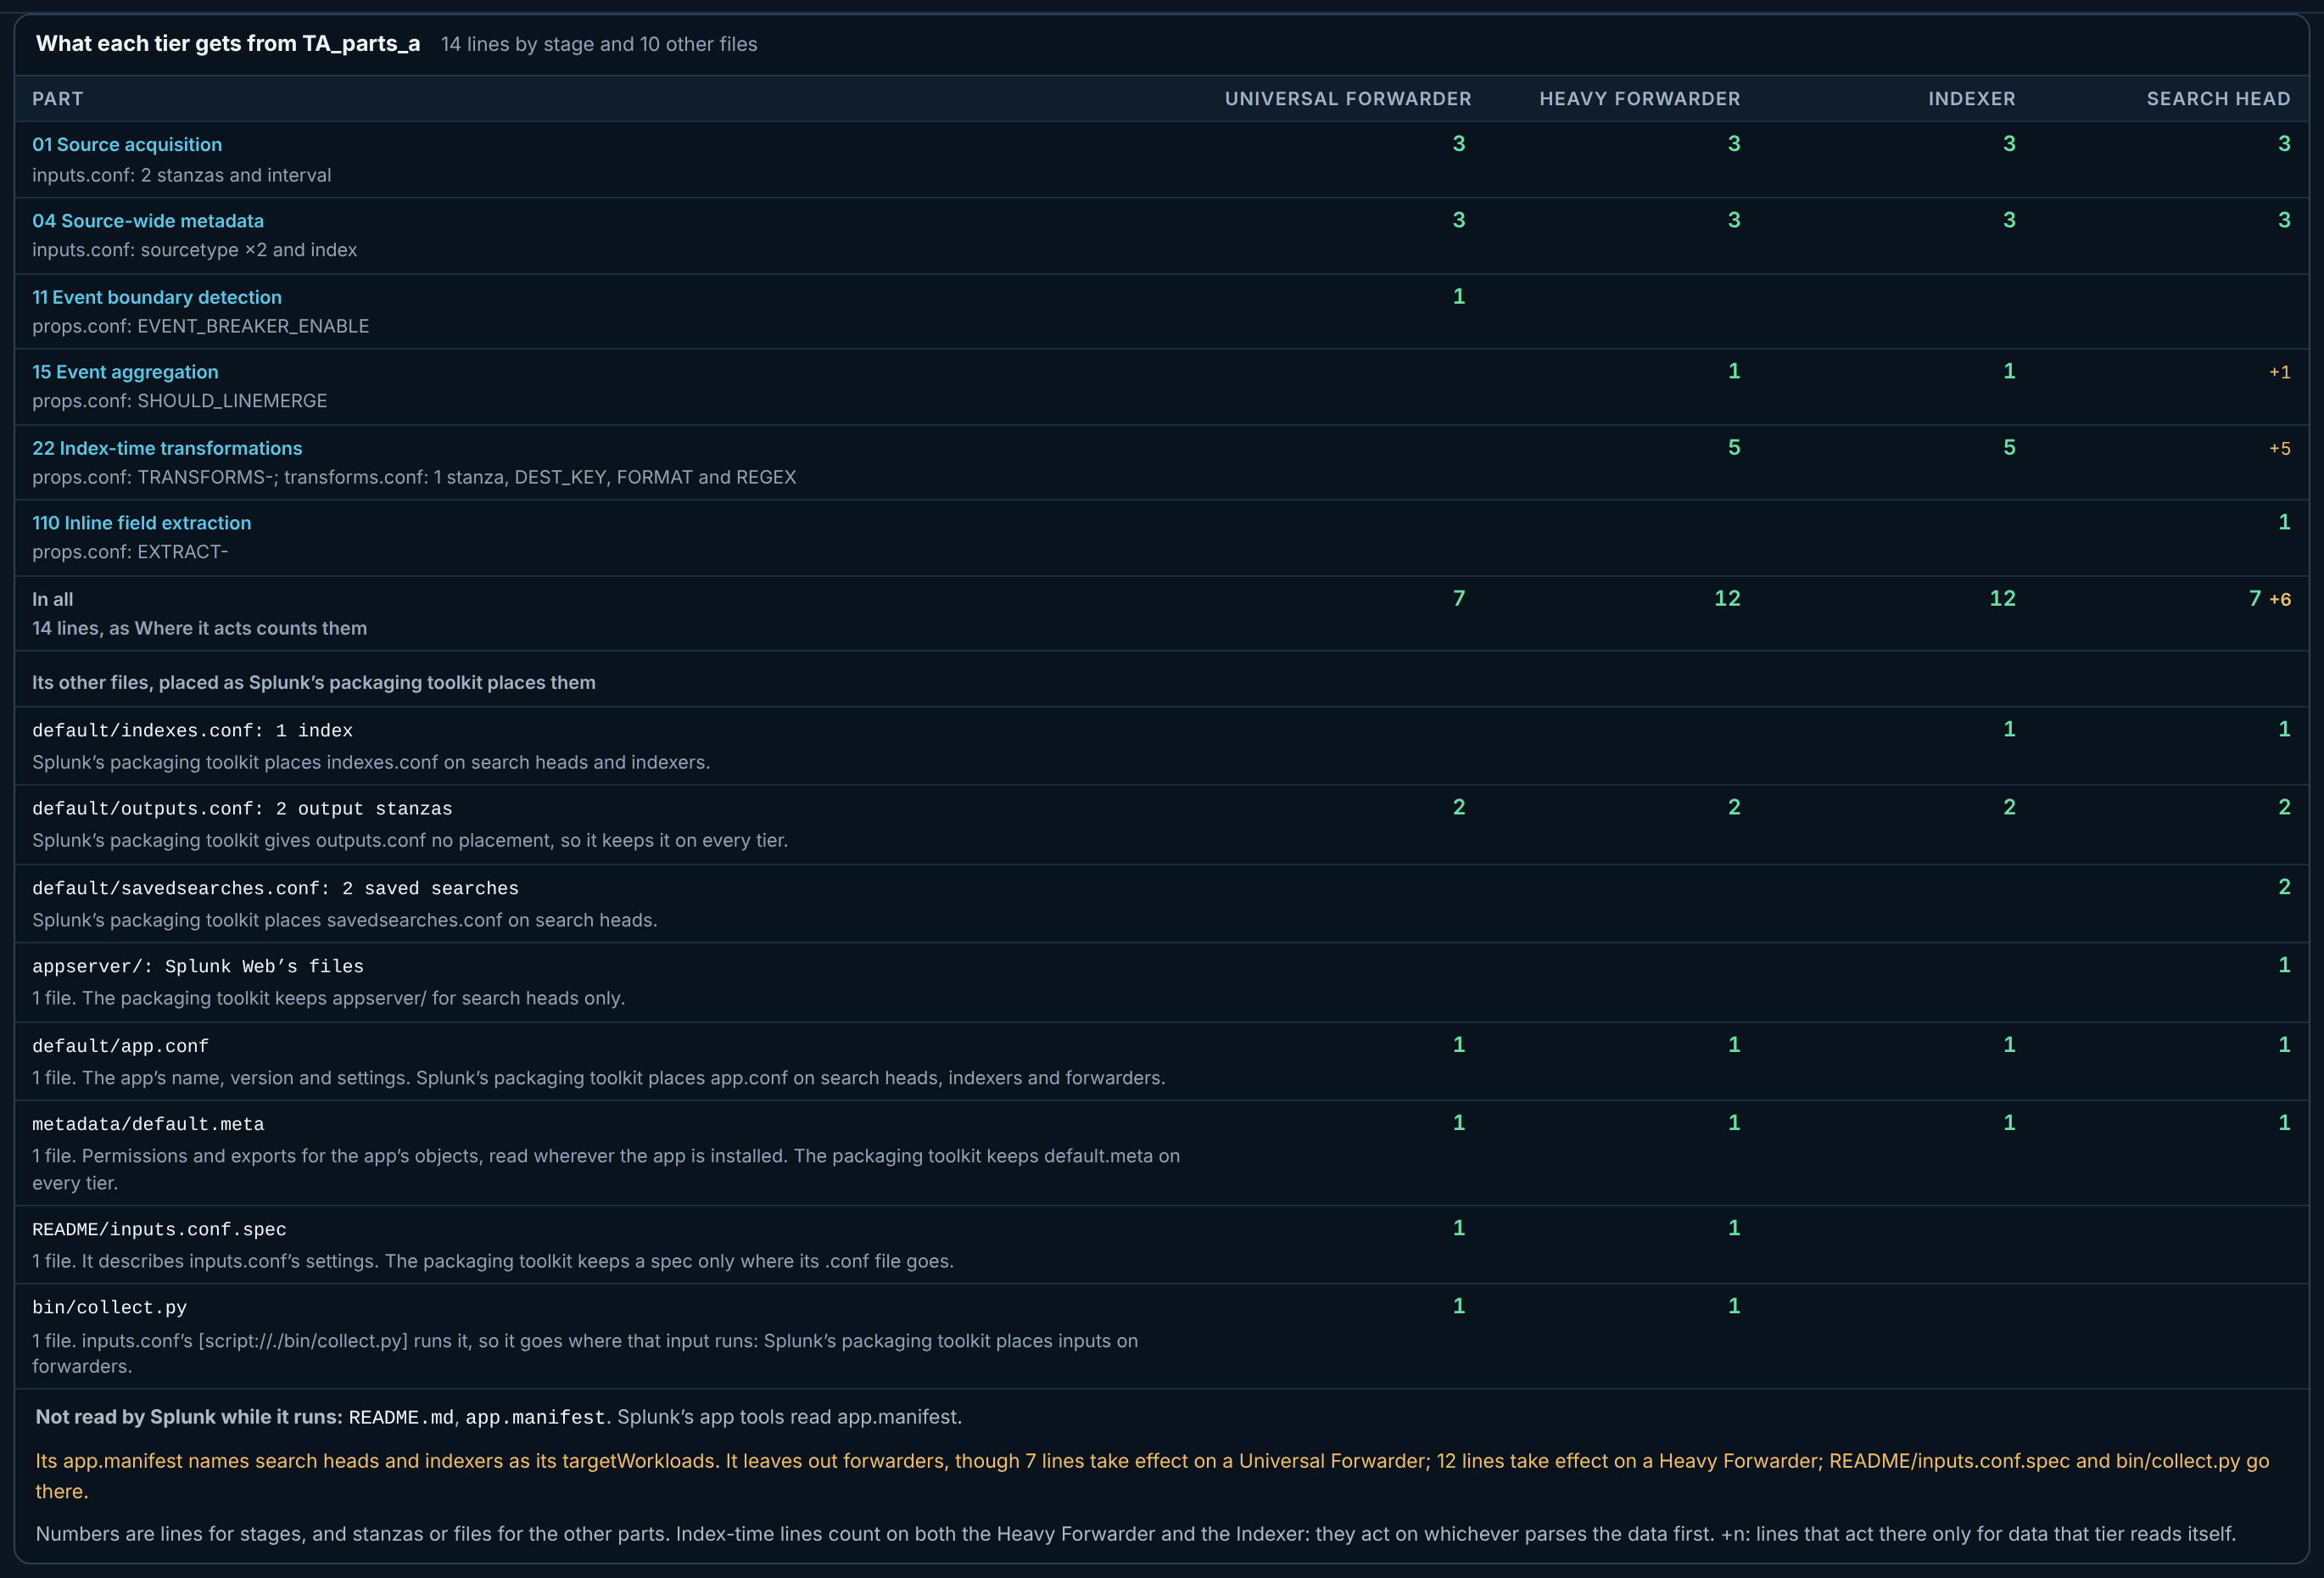 What each tier gets from TA_parts_a 14 lines by stage and 10 other files
PART UNIVERSAL FORWARDER HEAVY FORWARDER INDEXER SEARCH HEAD
01 Source acquisition 3 3 3 3
inputs.conf: 2 stanzas and interval
04 Source-wide metadata 3 3 3 3
inputs.conf: sourcetype ×2 and index
11 Event boundary detection 1
props.conf: EVENT_BREAKER_ENABLE
15 Event aggregation 1 1 +1
props.conf: SHOULD_LINEMERGE
22 Index-time transformations 5 5 +5
props.conf: TRANSFORMS-; transforms.conf: 1 stanza, DEST_KEY, FORMAT and REGEX
110 Inline field extraction 1
props.conf: EXTRACT-
In all 7 12 12 7 +6
14 lines, as Where it acts counts them
Its other files, placed as Splunk’s packaging toolkit places them
default/indexes.conf: 1 index 1 1
Splunk’s packaging toolkit places indexes.conf on search heads and indexers.
default/outputs.conf: 2 output stanzas 2 2 2 2
Splunk’s packaging toolkit gives outputs.conf no placement, so it keeps it on every tier.
default/savedsearches.conf: 2 saved searches 2
Splunk’s packaging toolkit places savedsearches.conf on search heads.
appserver/: Splunk Web’s files 1
1 file. The packaging toolkit keeps appserver/ for search heads only.
default/app.conf 1 1 1 1
1 file. The app’s name, version and settings. Splunk’s packaging toolkit places app.conf on search heads, indexers and forwarders.
metadata/default.meta 1 1 1 1
1 file. Permissions and exports for the app’s objects, read wherever the app is installed. The packaging toolkit keeps default.meta on
every tier.
README/inputs.conf.spec 1 1
1 file. It describes inputs.conf’s settings. The packaging toolkit keeps a spec only where its .conf file goes.
bin/collect.py 1 1
1 file. inputs.conf’s [script://./bin/collect.py] runs it, so it goes where that input runs: Splunk’s packaging toolkit places inputs on
forwarders.
Not read by Splunk while it runs: README.md, app.manifest. Splunk’s app tools read app.manifest.
Its app.manifest names search heads and indexers as its targetWorkloads. It leaves out forwarders, though 7 lines take effect on a Universal Forwarder; 12 lines take effect on a Heavy Forwarder; README/inputs.conf.spec and bin/collect.py go
there.
Numbers are lines for stages, and stanzas or files for the other parts. Index-time lines count on both the Heavy Forwarder and the Indexer: they act on whichever parses the data first. +n: lines that act there only for data that tier reads itself.